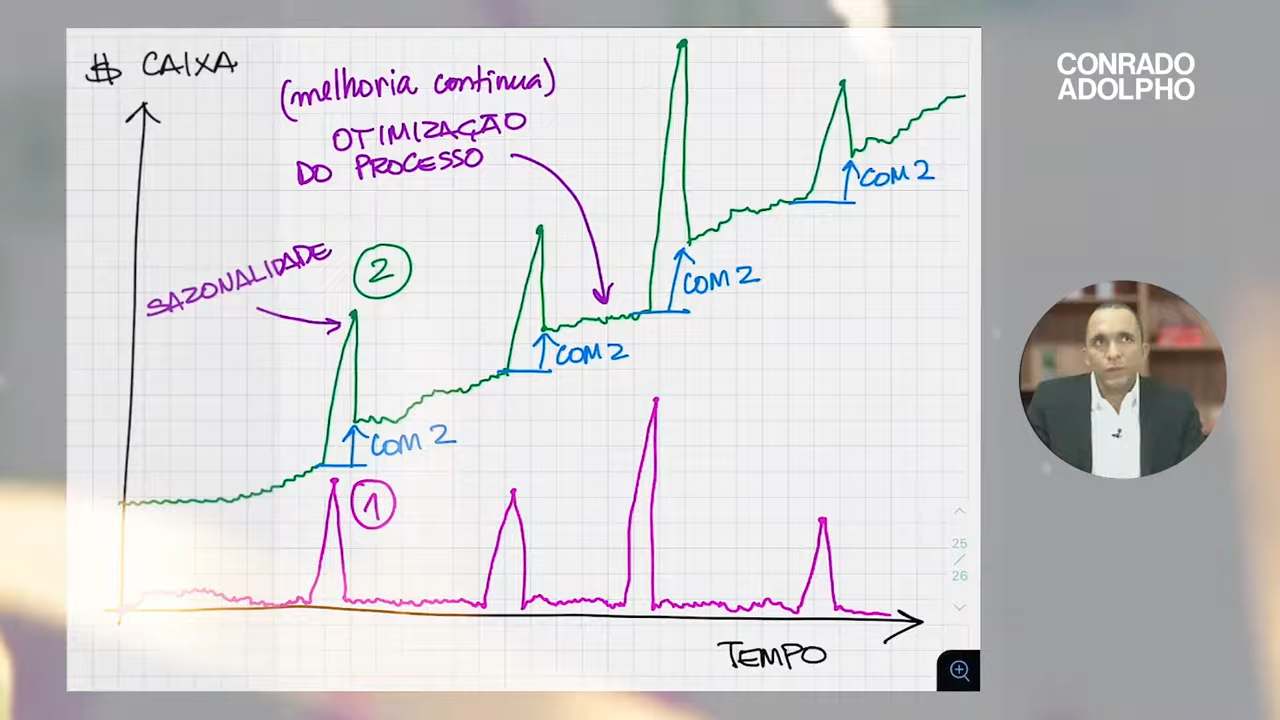 $ CAIXA
(melhoria contínua)
OTIMIZAÇÃO
DO PROCESSO
SAZONALIDADE
2
COM 2
COM 2
COM 2
COM 2
1
TEMPO
CONRADO
ADOLPHO
25
/
26